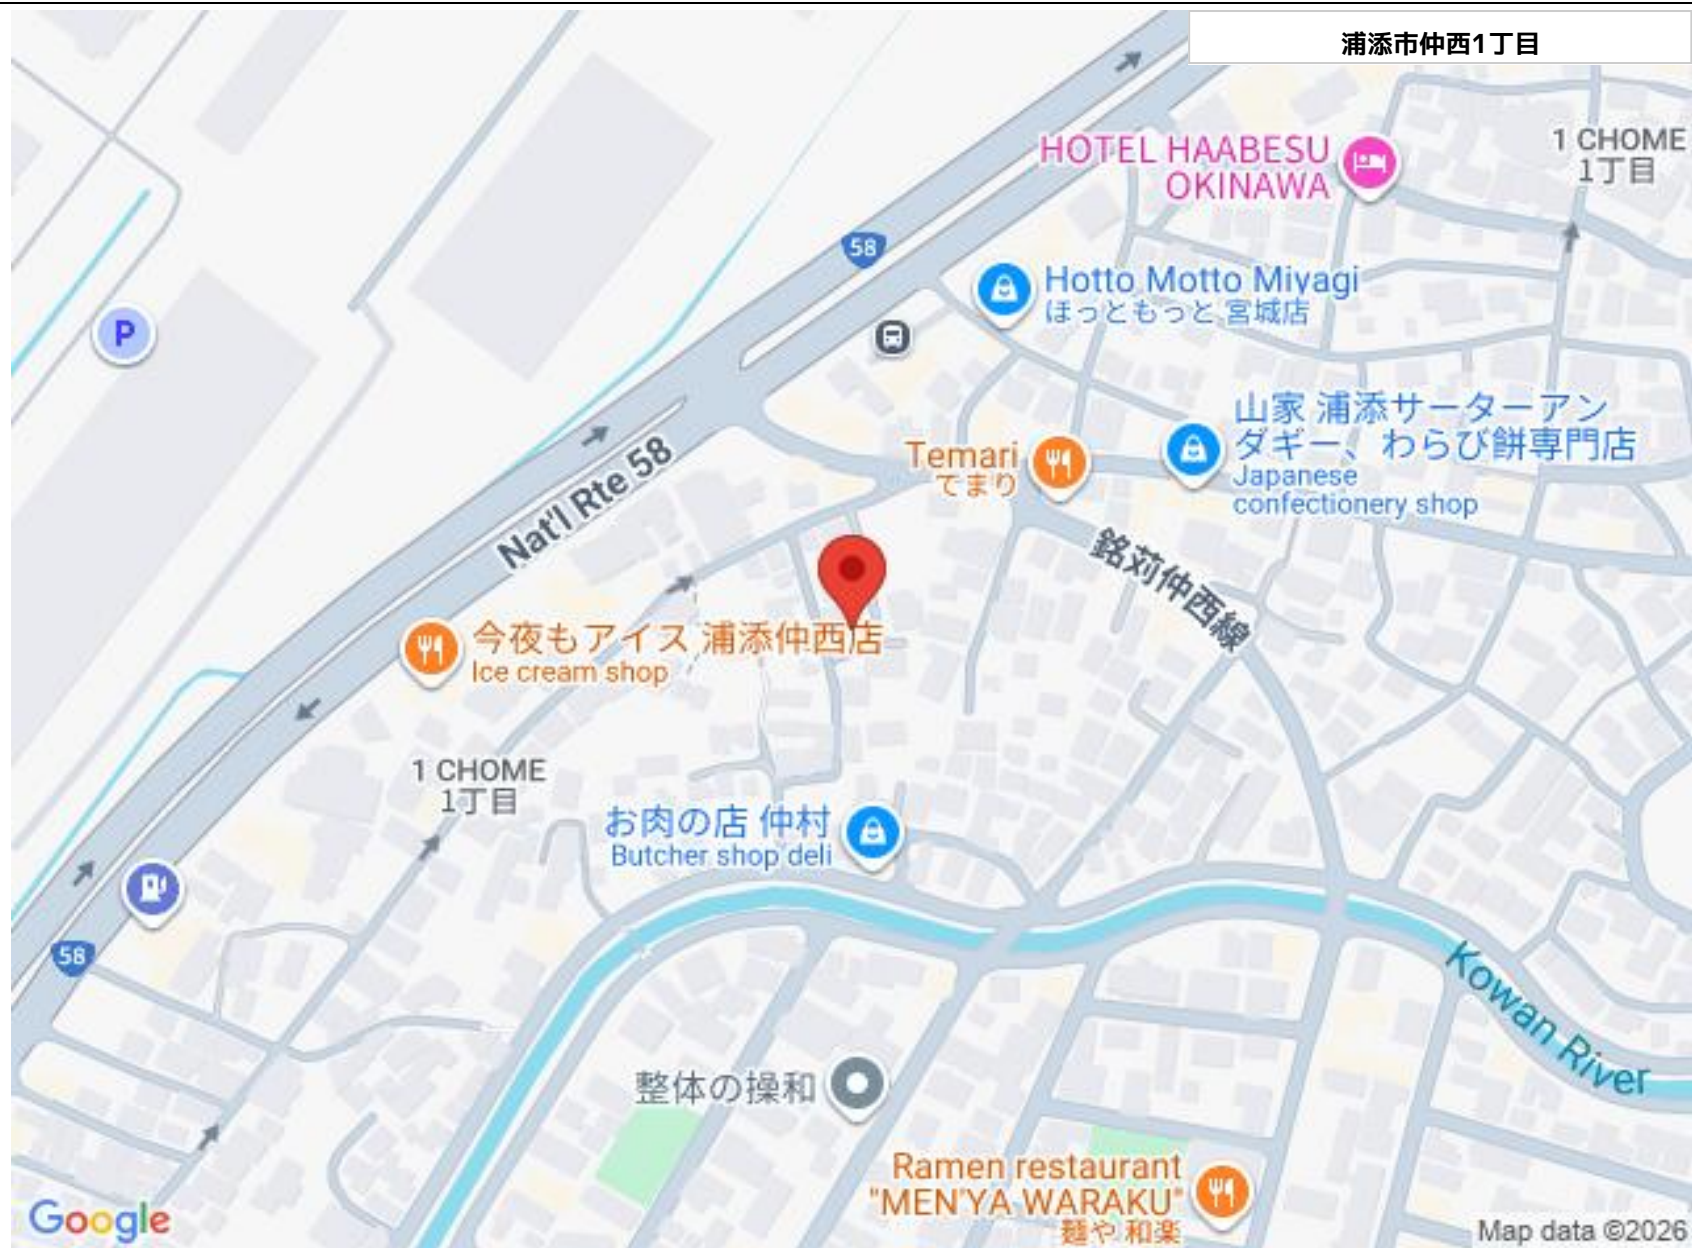 浦添市仲西1丁目
HOTEL HAABESU
OKINAWA
1 CHOME
1丁目
58
Hotto Motto Miyagi
ほっともっと 宮城店
P
山家 浦添サーターアン
ダギー、わらび餅専門店
Japanese
confectionery shop
Temari
てまり
Nat'l Rte 58
銘苅仲西線
今夜もアイス 浦添仲西店
Ice cream shop
1 CHOME
1丁目
お肉の店 仲村
Butcher shop deli
58
Kowan River
整体の操和
Ramen restaurant
"MEN'YA WARAKU"
麺や 和楽
Google
Map data ©2026